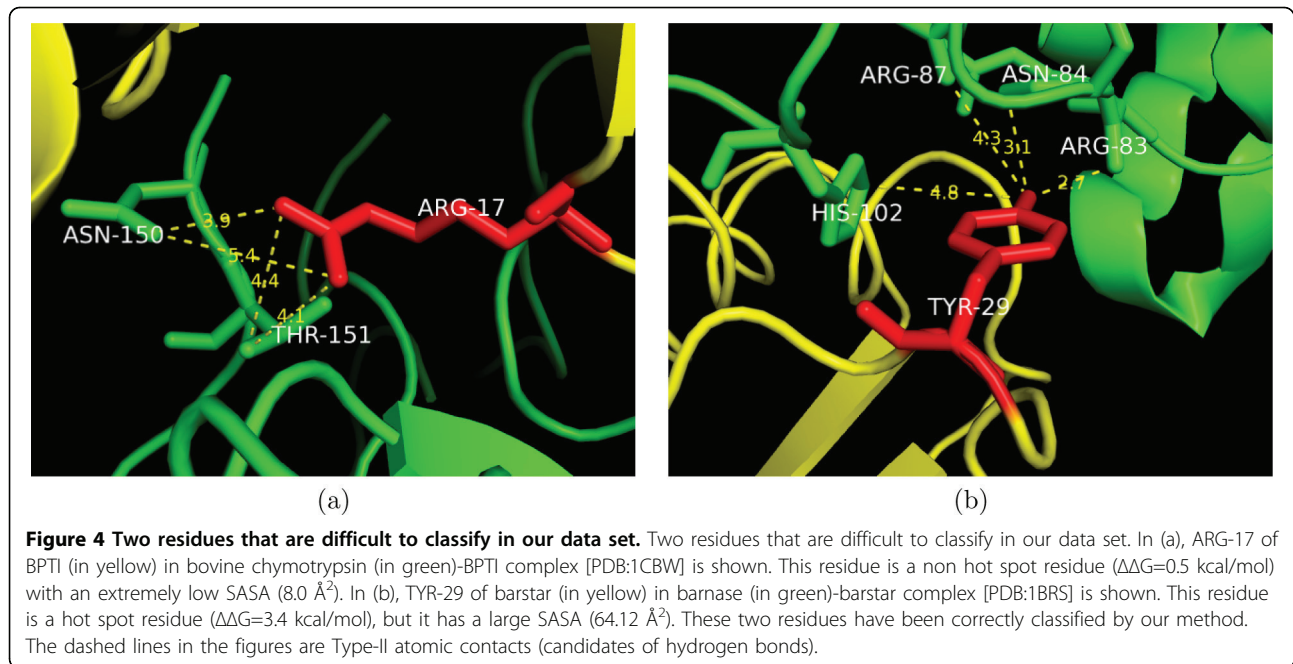 ARG-87
ASN-84
4.3
3.1
ARG-83
2.7
4.8
HIS-102
TYR-29
ARG-17
3.9
ASN-150
5.4
4.4
4.1
THR-151
(a)
(b)
Figure 4 Two residues that are difficult to classify in our data set. Two residues that are difficult to classify in our data set. In (a), ARG-17 of
BPTI (in yellow) in bovine chymotrypsin (in green)-BPTI complex [PDB:1CBW] is shown. This residue is a non hot spot residue (ΔΔG=0.5 kcal/mol)
with an extremely low SASA (8.0 Å²). In (b), TYR-29 of barstar (in yellow) in barnase (in green)-barstar complex [PDB:1BRS] is shown. This residue
is a hot spot residue (ΔΔG=3.4 kcal/mol), but it has a large SASA (64.12 Å²). These two residues have been correctly classified by our method.
The dashed lines in the figures are Type-II atomic contacts (candidates of hydrogen bonds).